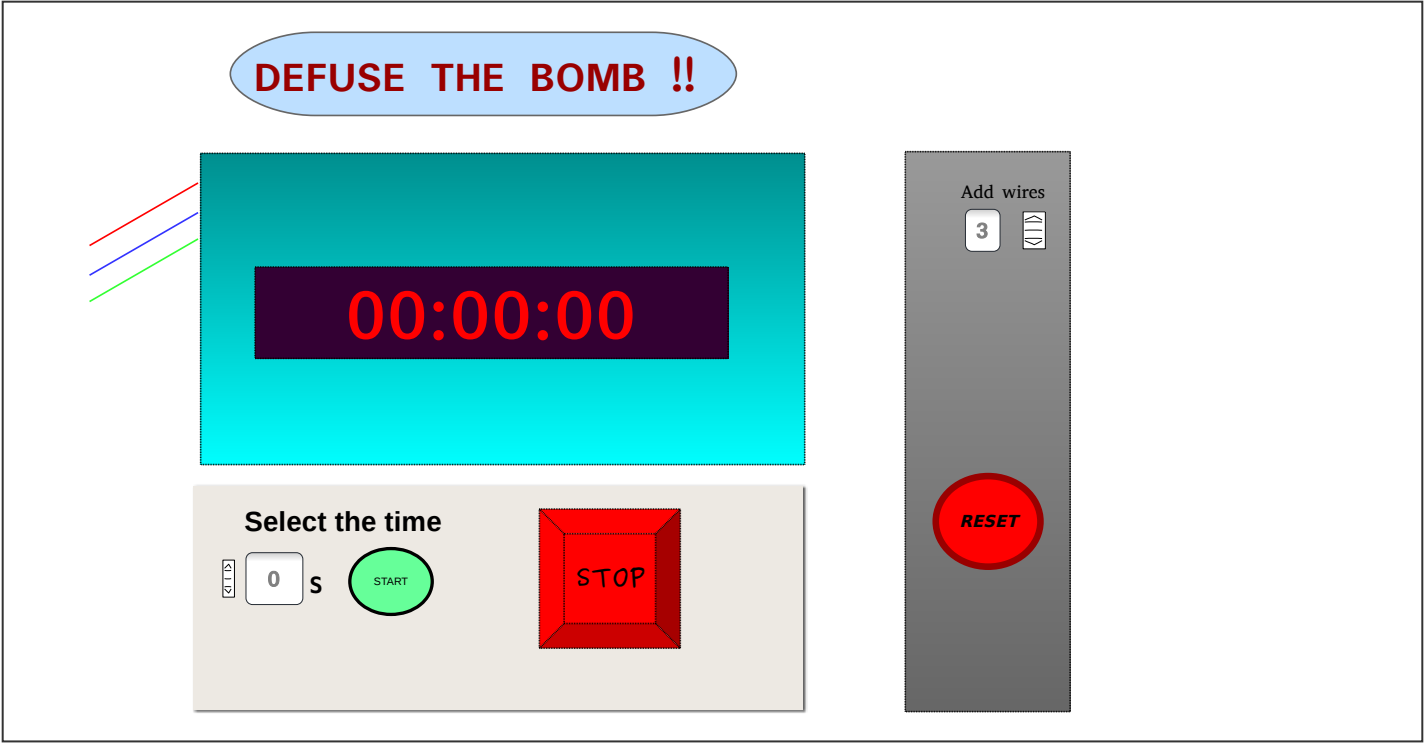 DEFUSE THE BOMB !!
Add wires
3
00:00:00
Select the time
0 s
START
STOP
RESET